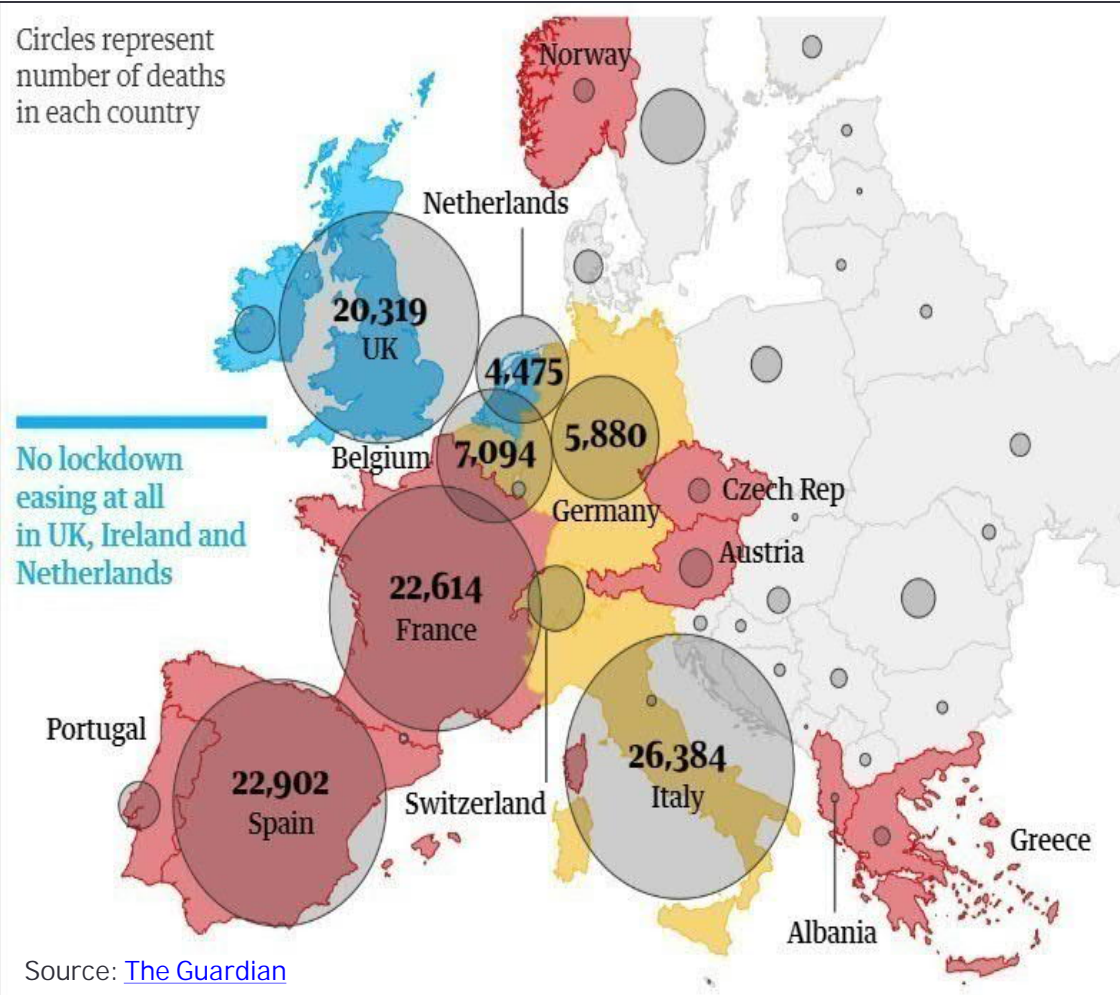 Circles represent
number of deaths
in each country
Norway
Netherlands
20,319
UK
4,475
No lockdown
easing at all
in UK, Ireland and
Netherlands
Belgium
7,094
5,880
Germany
Czech Rep
Austria
22,614
France
Portugal
22,902
Spain
Switzerland
26,384
Italy
Greece
Albania
Source: The Guardian